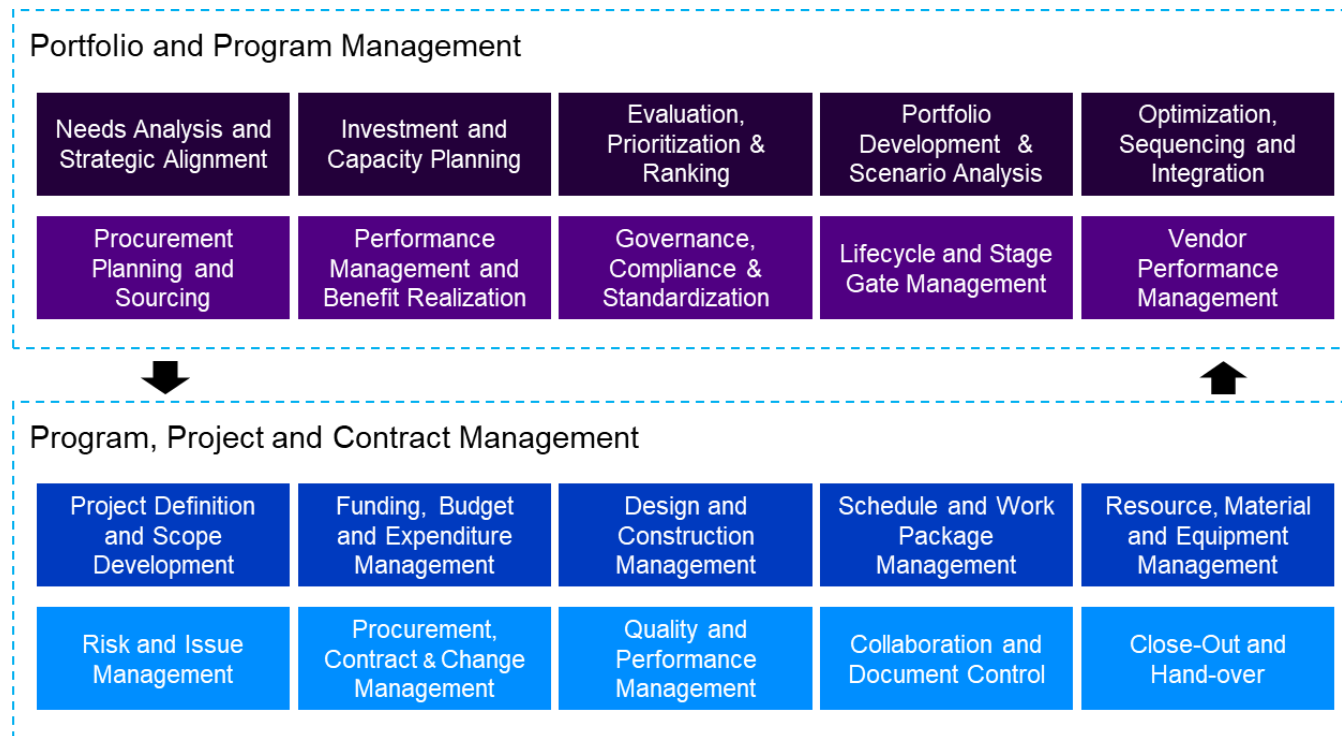 Portfolio and Program Management
Needs Analysis and
Strategic Alignment
Investment and
Capacity Planning
Evaluation,
Prioritization &
Ranking
Portfolio
Development &
Scenario Analysis
Optimization,
Sequencing and
Integration
Procurement
Planning and
Sourcing
Performance
Management and
Benefit Realization
Governance,
Compliance &
Standardization
Lifecycle and Stage
Gate Management
Vendor
Performance
Management
Program, Project and Contract Management
Project Definition
and Scope
Development
Funding, Budget
and Expenditure
Management
Design and
Construction
Management
Schedule and Work
Package
Management
Resource, Material
and Equipment
Management
Risk and Issue
Management
Procurement,
Contract & Change
Management
Quality and
Performance
Management
Collaboration and
Document Control
Close-Out and
Hand-over